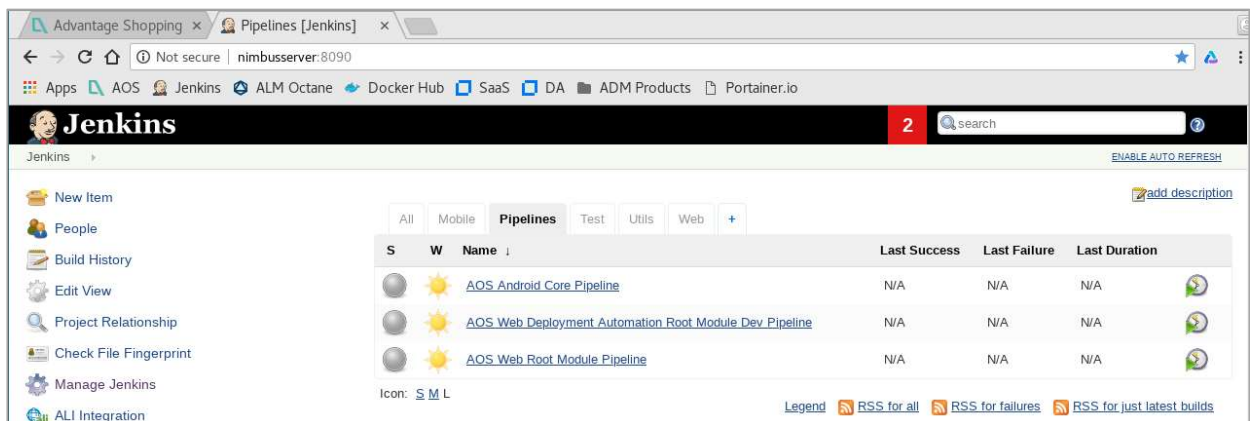 Advantage Shopping × Pipelines [Jenkins] ×
Not secure | nimbusserver:8090
Apps AOS Jenkins ALM Octane Docker Hub SaaS DA ADM Products Portainer.io
Jenkins 2 search
Jenkins ENABLE AUTO REFRESH
New Item add description
People All Mobile Pipelines Test Utils Web +
Build History S W Name ↓ Last Success Last Failure Last Duration
Edit View AOS Android Core Pipeline N/A N/A N/A
Project Relationship AOS Web Deployment Automation Root Module Dev Pipeline N/A N/A N/A
Check File Fingerprint AOS Web Root Module Pipeline N/A N/A N/A
Manage Jenkins Icon: S M L
ALI Integration Legend RSS for all RSS for failures RSS for just latest builds